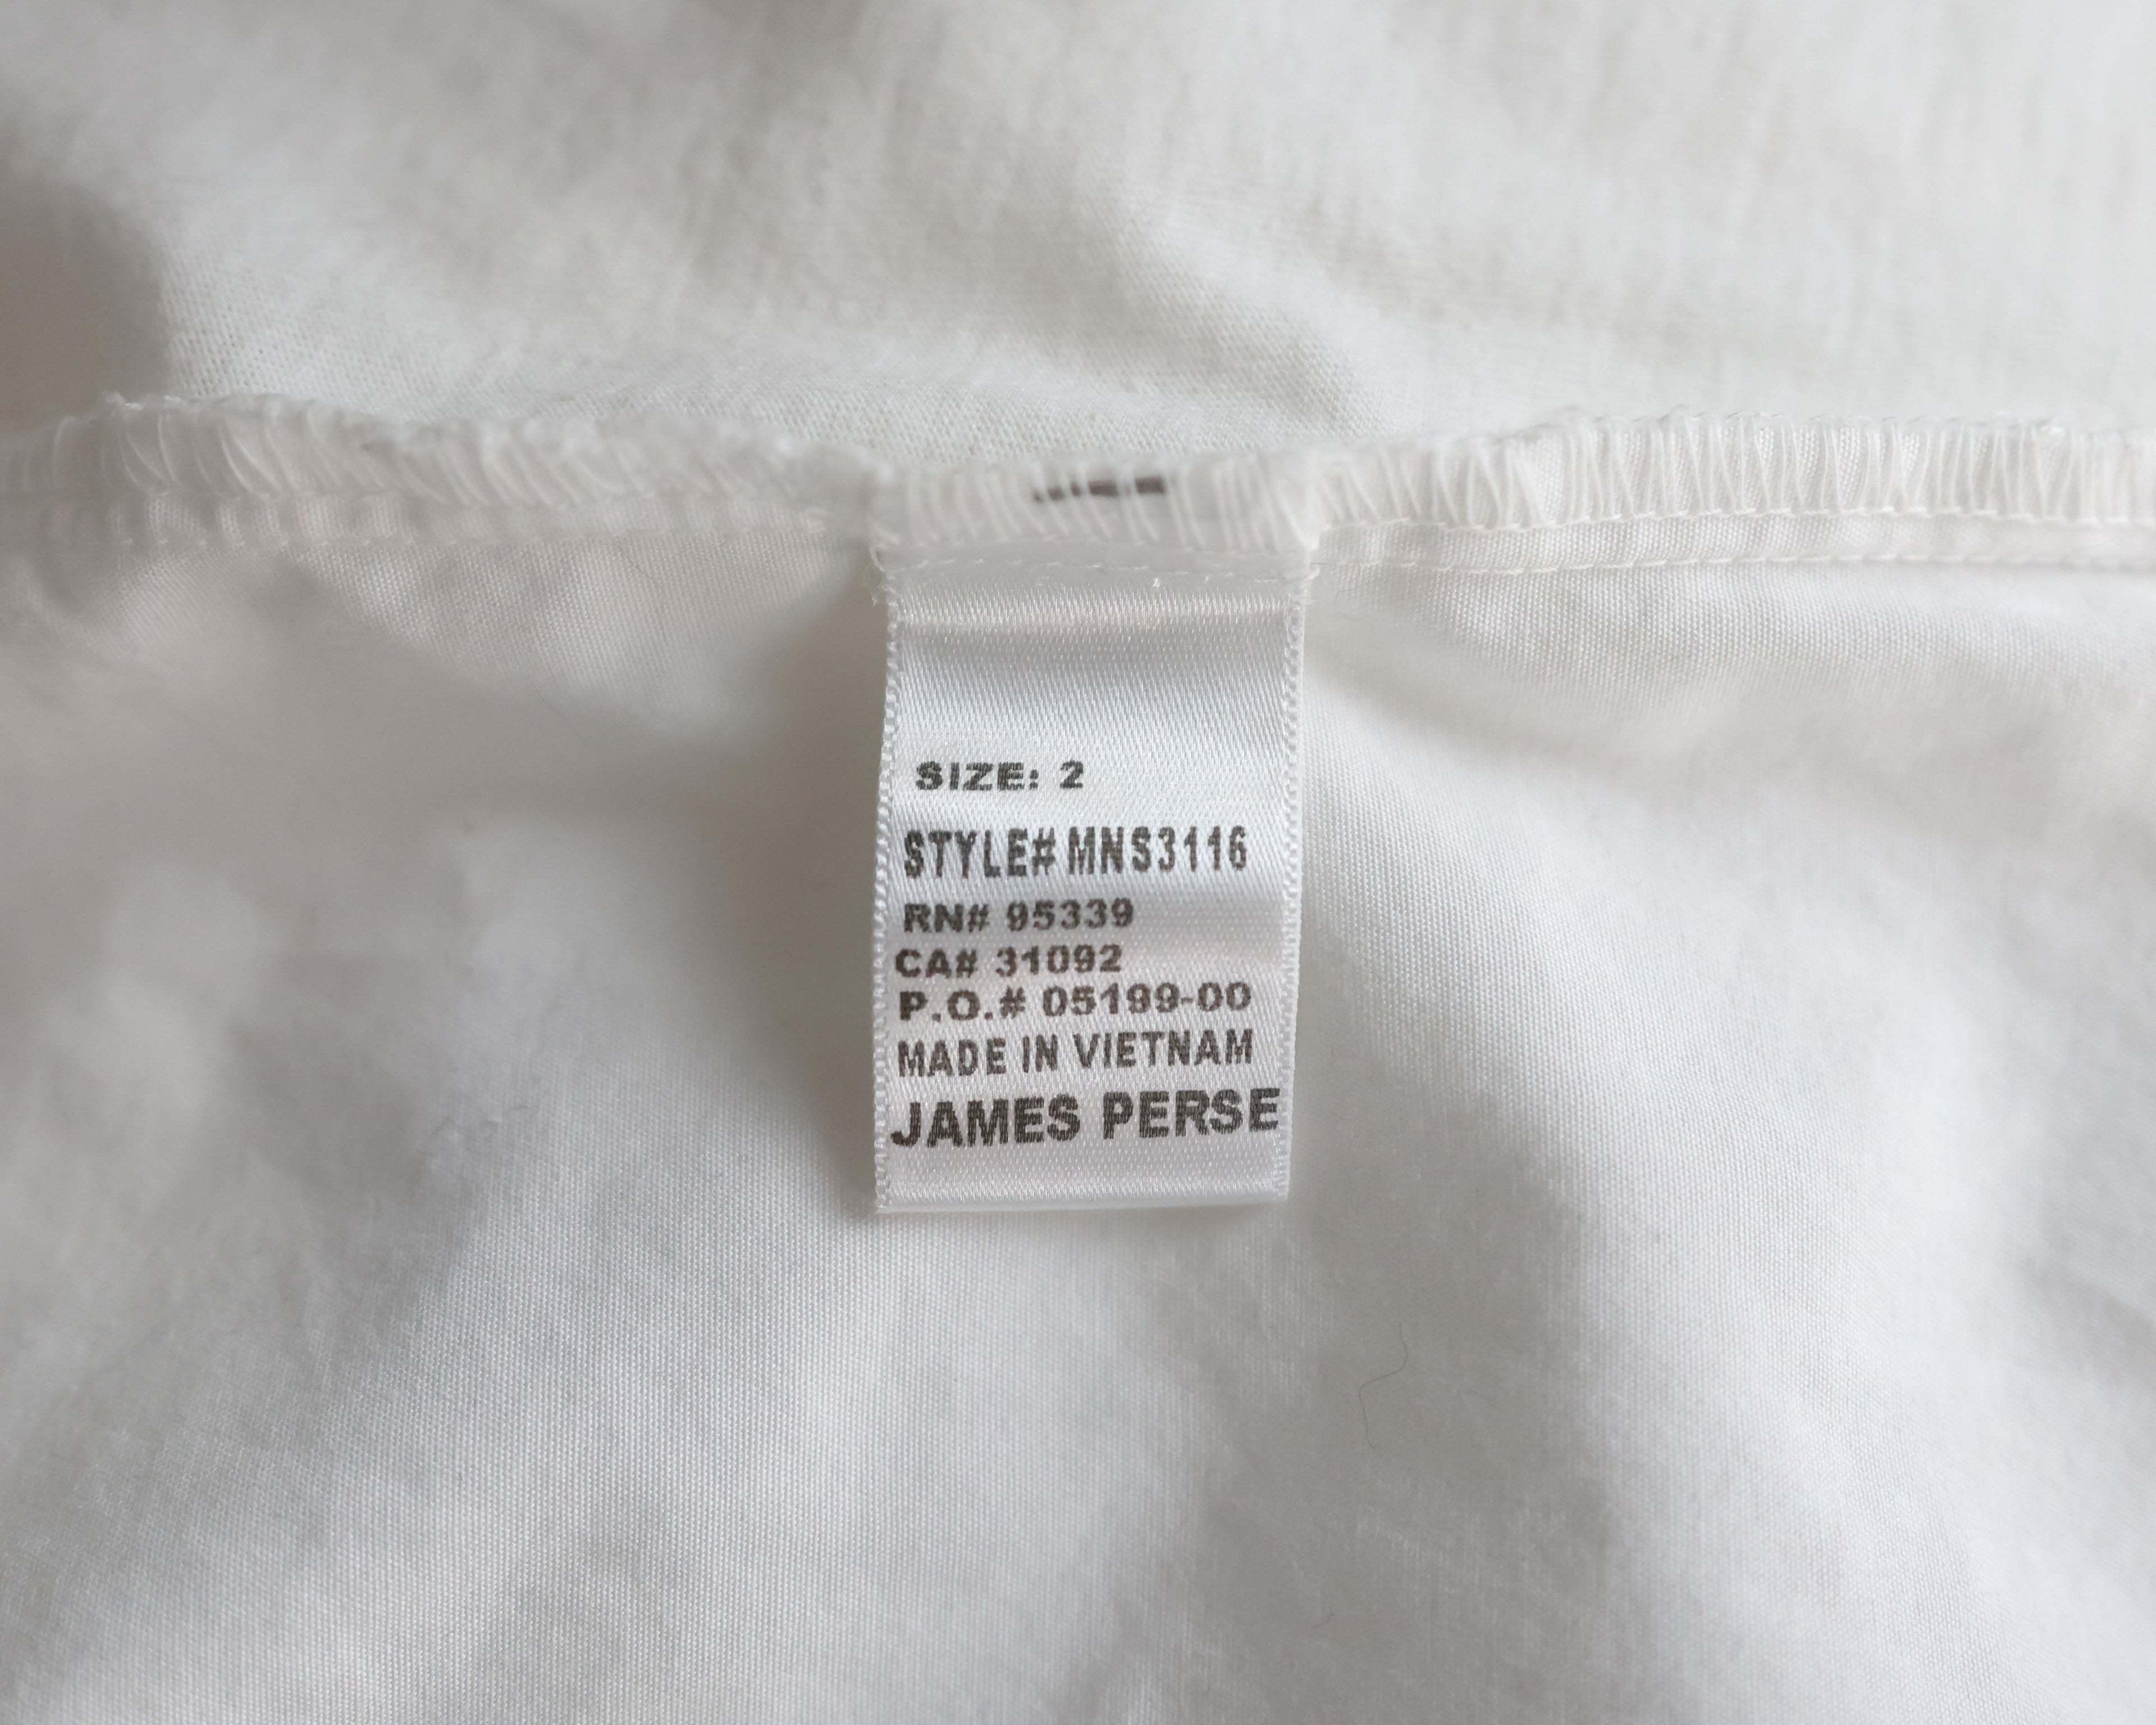 SIZE: 2
STYLE# MNS3116
RN# 95339
CA# 31092
P.O.# 05199-00
MADE IN VIETNAM
JAMES PERSE